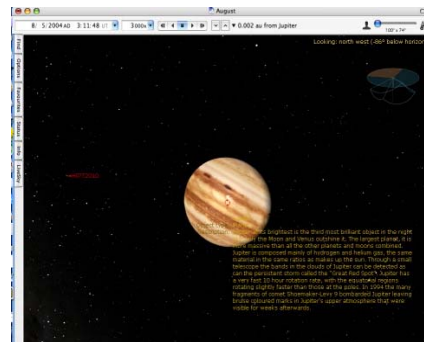 August
8/ 5/2004 AD 3:11:48 UT 3000x 0.002 au from Jupiter
100° x 74°
Looking: north west (-86° below horizon
Find
Options
Favourites
Status
Info
LiveSky
brightest is the third most brilliant object in the night
the Moon and Venus outshine it. The largest planet, it is
more massive than all the other planets and moons combined.
Jupiter is composed mainly of hydrogen and helium gas, the same
material in the same ratios as makes up the sun. Through a small
telescope the bands in the clouds of Jupiter can be detected as
can the persistent storm called the "Great Red Spot". Jupiter has
a very fast 10 hour rotation rate, with the equatorial regions
rotating slightly faster than those at the poles. In 1994 the many
fragments of comet Shoemaker-Levy 9 bombarded Jupiter leaving
bruise coloured marks in Jupiter's upper atmosphere that were
visible for weeks afterwards.